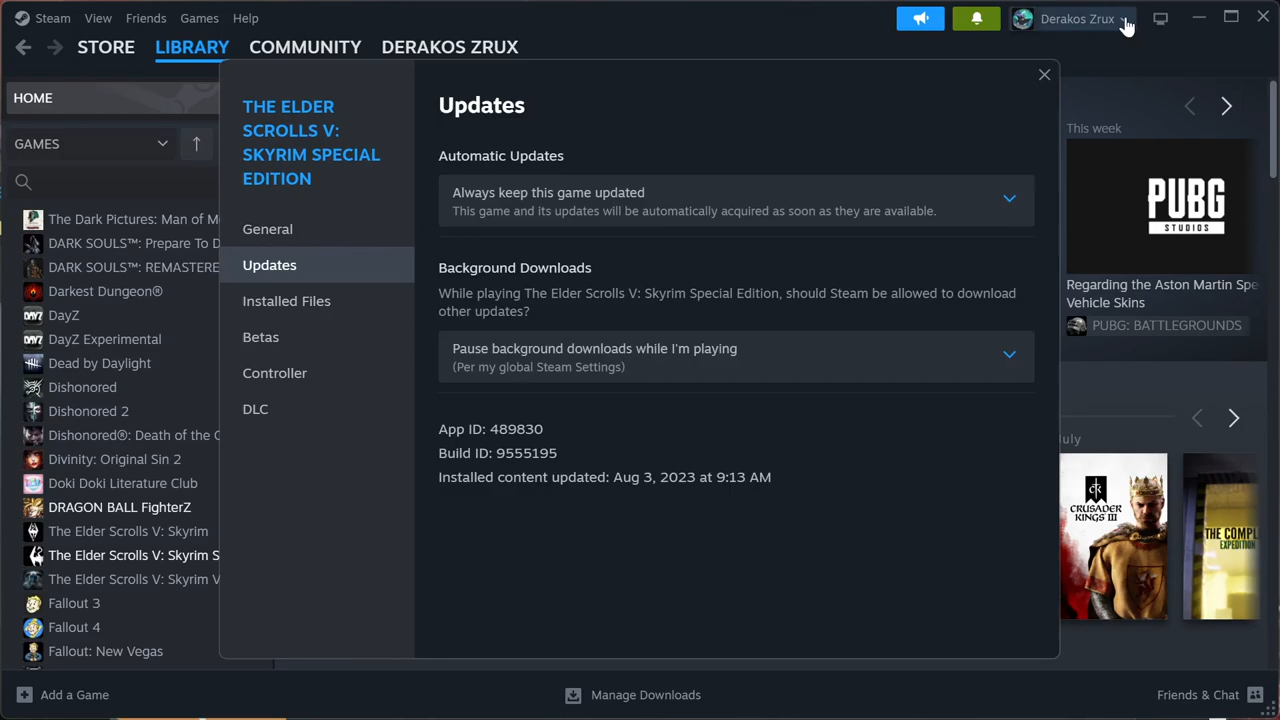 Steam View Friends Games Help
Derakos Zrux
STORE LIBRARY COMMUNITY DERAKOS ZRUX
HOME
GAMES
The Dark Pictures: Man of M
DARK SOULS™: Prepare To D
DARK SOULS™: REMASTERE
Darkest Dungeon®
DayZ
DayZ Experimental
Dead by Daylight
Dishonored
Dishonored 2
Dishonored®: Death of the O
Divinity: Original Sin 2
Doki Doki Literature Club
DRAGON BALL FighterZ
The Elder Scrolls V: Skyrim
The Elder Scrolls V: Skyrim S
The Elder Scrolls V: Skyrim V
Fallout 3
Fallout 4
Fallout: New Vegas
THE ELDER
SCROLLS V:
SKYRIM SPECIAL
EDITION
General
Updates
Installed Files
Betas
Controller
DLC
Updates
Automatic Updates
Always keep this game updated
This game and its updates will be automatically acquired as soon as they are available.
Background Downloads
While playing The Elder Scrolls V: Skyrim Special Edition, should Steam be allowed to download
other updates?
Pause background downloads while I'm playing
(Per my global Steam Settings)
App ID: 489830
Build ID: 9555195
Installed content updated: Aug 3, 2023 at 9:13 AM
This week
PUBG
STUDIOS
Regarding the Aston Martin Spe
Vehicle Skins
PUBG: BATTLEGROUNDS
July
CRUSADER
KINGS III
THE COMPL
EXPEDITION
Add a Game
Manage Downloads
Friends & Chat